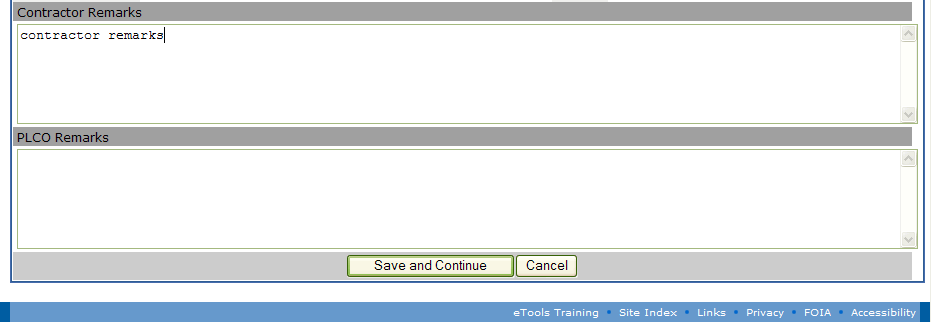 Contractor Remarks
contractor remarks
PLCO Remarks
Save and Continue Cancel
eTools Training • Site Index • Links • Privacy • FOIA • Accessibility